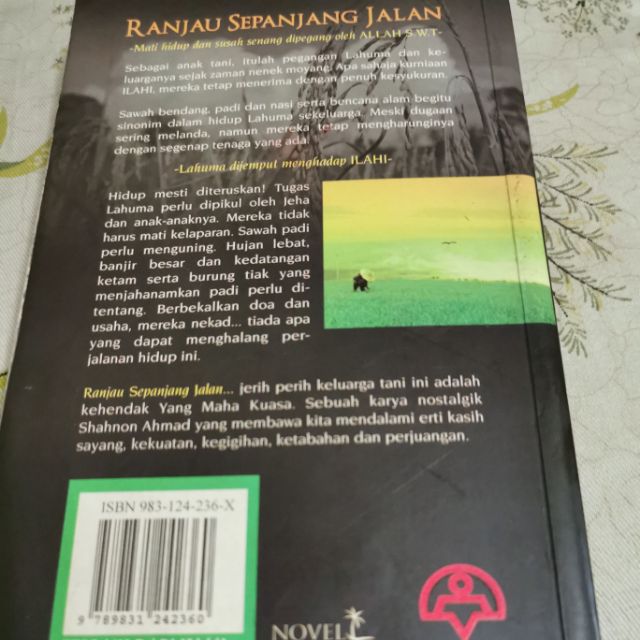 RANJAU SEPANJANG JALAN
-Mati hidup dan susah senang dipegang oleh ALLAH S.W.T-
Sebagai anak tani, itulah pegangan Lahuma dan ke-
luarganya sejak zaman nenek moyang. Apa sahaja kurniaan
ILAHI, mereka tetap menerima dengan penuh kesyukuran.
Sawah bendang, padi dan nasi serta bencana alam begitu
sinonim dalam hidup Lahuma sekeluarga. Meski dugaan
sering melanda, namun mereka tetap mengharunginya
dengan segenap tenaga yang ada.
-Lahuma dijemput menghadap ILAHI-
Hidup mesti diteruskan! Tugas
Lahuma perlu dipikul oleh Jeha
dan anak-anaknya. Mereka tidak
harus mati kelaparan. Sawah padi
perlu menguning. Hujan lebat,
banjir besar dan kedatangan
ketam serta burung tiak yang
menjahanamkan padi perlu di-
tentang. Berbekalkan doa dan
usaha, mereka nekad... tiada apa
yang dapat menghalang per-
jalanan hidup ini.
Ranjau Sepanjang Jalan... jerih perih keluarga tani ini adalah
kehendak Yang Maha Kuasa. Sebuah karya nostalgik
Shahnon Ahmad yang membawa kita mendalami erti kasih
sayang, kekuatan, kegigihan, ketabahan dan perjuangan.
ISBN 983-124-236-X
9 789831 242360
NOVEL